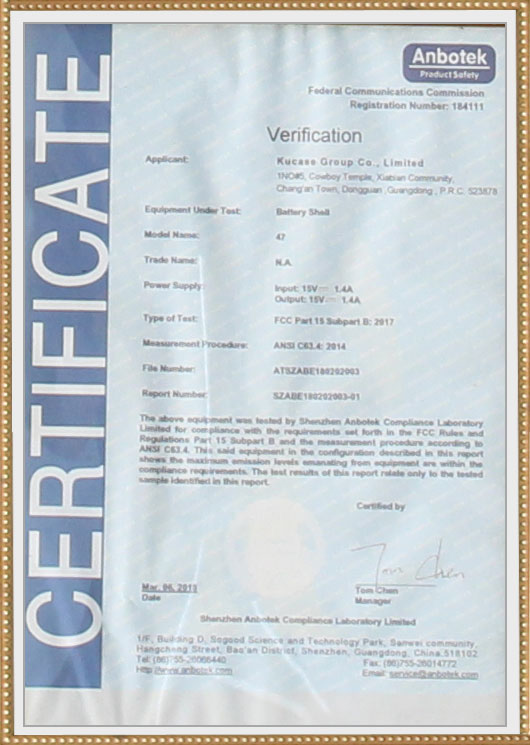 CERTIFICATE
Anbotek
Product Safety
Federal Communications Commission
Registration Number: 184111
Verification
Applicant: Kucase Group Co., Limited
1NO#5, Cowboy Temple, Xiabian Community,
Chang'an Town, Dongguan, Guangdong, P.R.C. 523878
Equipment Under Test: Battery Shell
Model Name: 47
Trade Name: N.A.
Power Supply: Input: 15V⎓ 1.4A
Output: 15V⎓ 1.4A
Type of Test: FCC Part 15 Subpart B: 2017
Measurement Procedure: ANSI C63.4: 2014
File Number: ATSZABE180202003
Report Number: SZABE180202003-01
The above equipment was tested by Shenzhen Anbotek Compliance Laboratory
Limited for compliance with the requirements set forth in the FCC Rules and
Regulations Part 15 Subpart B and the measurement procedure according to
ANSI C63.4. This said equipment in the configuration described in this report
shows the maximum emission levels emanating from equipment are within the
compliance requirements. The test results of this report relate only to the tested
sample identified in this report.
Certified by
Tom Chen
Mar. 06, 2018 Tom Chen
Date Manager
Shenzhen Anbotek Compliance Laboratory Limited
1/F, Building D, Sogood Science and Technology Park, Sanwei community,
Hangcheng Street, Bao'an District, Shenzhen, Guangdong, China.518102
Tel: (86)755-26066440 Fax: (86)755-26014772
Http://www.anbotek.com Email: service@anbotek.com